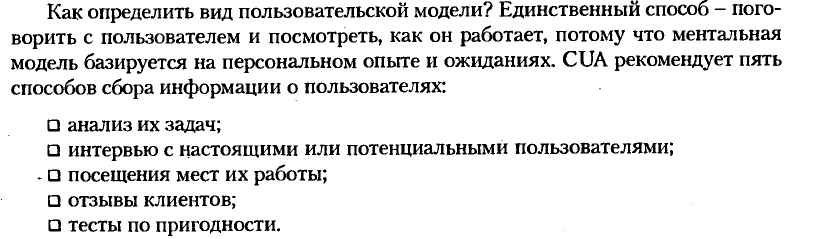 Как определить вид пользовательской модели? Единственный способ – пого-
ворить с пользователем и посмотреть, как он работает, потому что ментальная
модель базируется на персональном опыте и ожиданиях. CUA рекомендует пять
способов сбора информации о пользователях:
❑ анализ их задач;
❑ интервью с настоящими или потенциальными пользователями;
❑ посещения мест их работы;
❑ отзывы клиентов;
❑ тесты по пригодности.